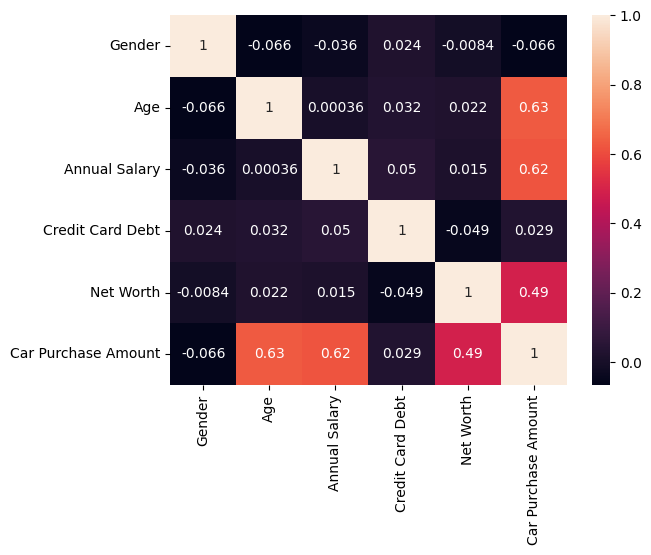 1.0
Gender 1 -0.066 -0.036 0.024 -0.0084 -0.066
Age -0.066 1 0.00036 0.032 0.022 0.63
0.8
Annual Salary -0.036 0.00036 1 0.05 0.015 0.62
0.6
Credit Card Debt 0.024 0.032 0.05 1 -0.049 0.029
0.4
Net Worth -0.0084 0.022 0.015 -0.049 1 0.49
0.2
Car Purchase Amount -0.066 0.63 0.62 0.029 0.49 1
0.0
Gender
Age
Annual Salary
Credit Card Debt
Net Worth
Car Purchase Amount